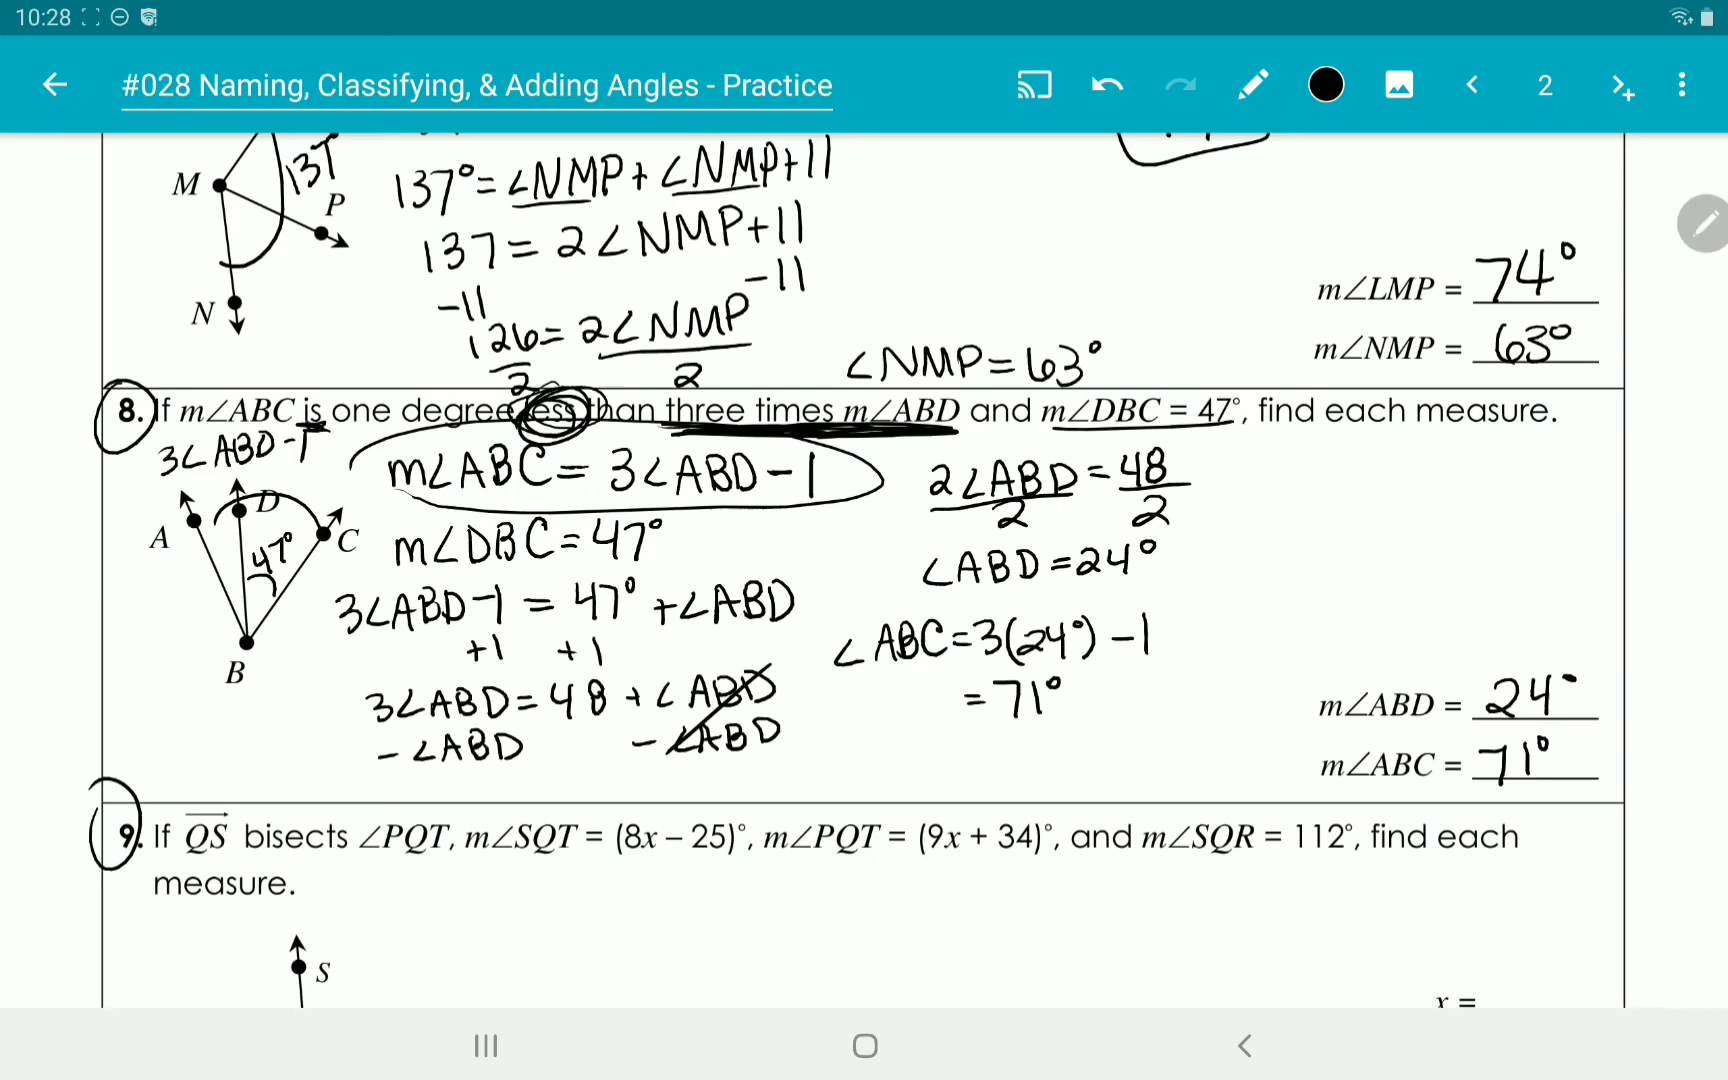 10:28
#028 Naming, Classifying, & Adding Angles - Practice
2
M
137
P
N
137° = ∠NMP + ∠NMP + 11
137 = 2∠NMP + 11
-11 -11
126 = 2∠NMP
2 2
∠NMP = 63°
m∠LMP = 74°
m∠NMP = 63°
8. If m∠ABC is one degree less than three times m∠ABD and m∠DBC = 47°, find each measure.
3∠ABD - 1
A
D
C
47°
B
m∠ABC = 3∠ABD - 1
m∠DBC = 47°
3∠ABD - 1 = 47° + ∠ABD
+1 +1
3∠ABD = 48 + ∠ABD
- ∠ABD - ∠ABD
2∠ABD = 48
2 2
∠ABD = 24°
∠ABC = 3(24°) - 1
= 71°
m∠ABD = 24°
m∠ABC = 71°
9. If QS bisects ∠PQT, m∠SQT = (8x – 25)°, m∠PQT = (9x + 34)°, and m∠SQR = 112°, find each
measure.
S
x =